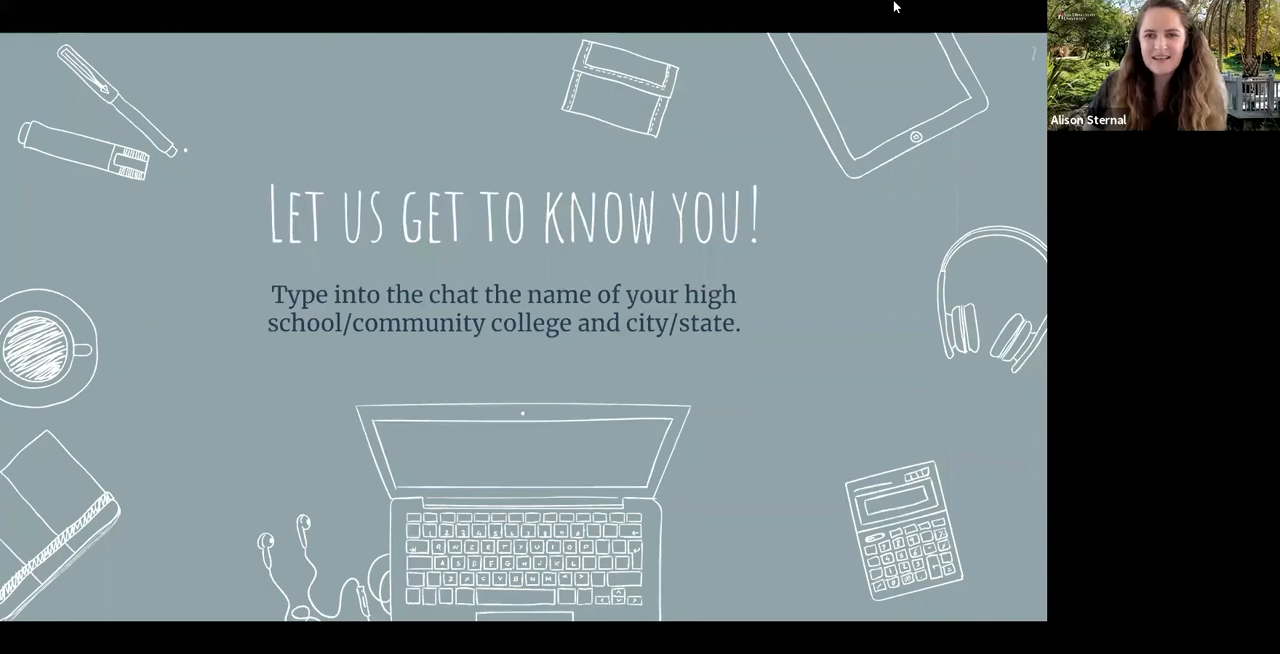 Let us get to know you!
Type into the chat the name of your high
school/community college and city/state.
Alison Sternal